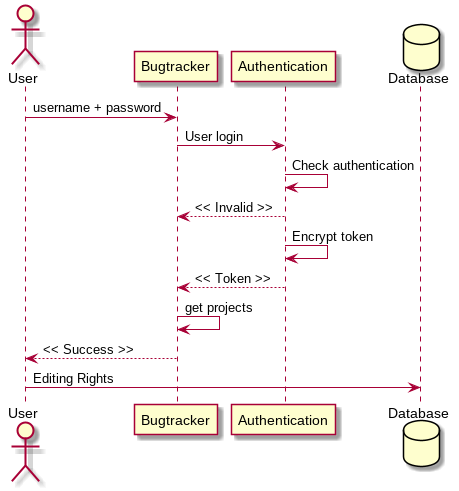 User
Bugtracker
Authentication
Database
username + password
User login
Check authentication
<< Invalid >>
Encrypt token
<< Token >>
get projects
<< Success >>
Editing Rights
User
Bugtracker
Authentication
Database